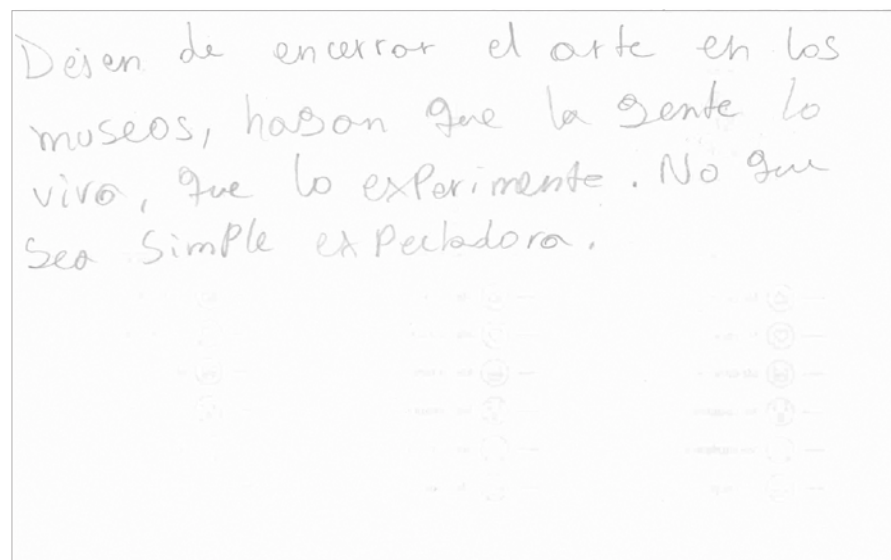 Dejen de encerrar el arte en los
museos, hagan que la gente lo
viva, que lo experimente. No que
sea simple expectadora.